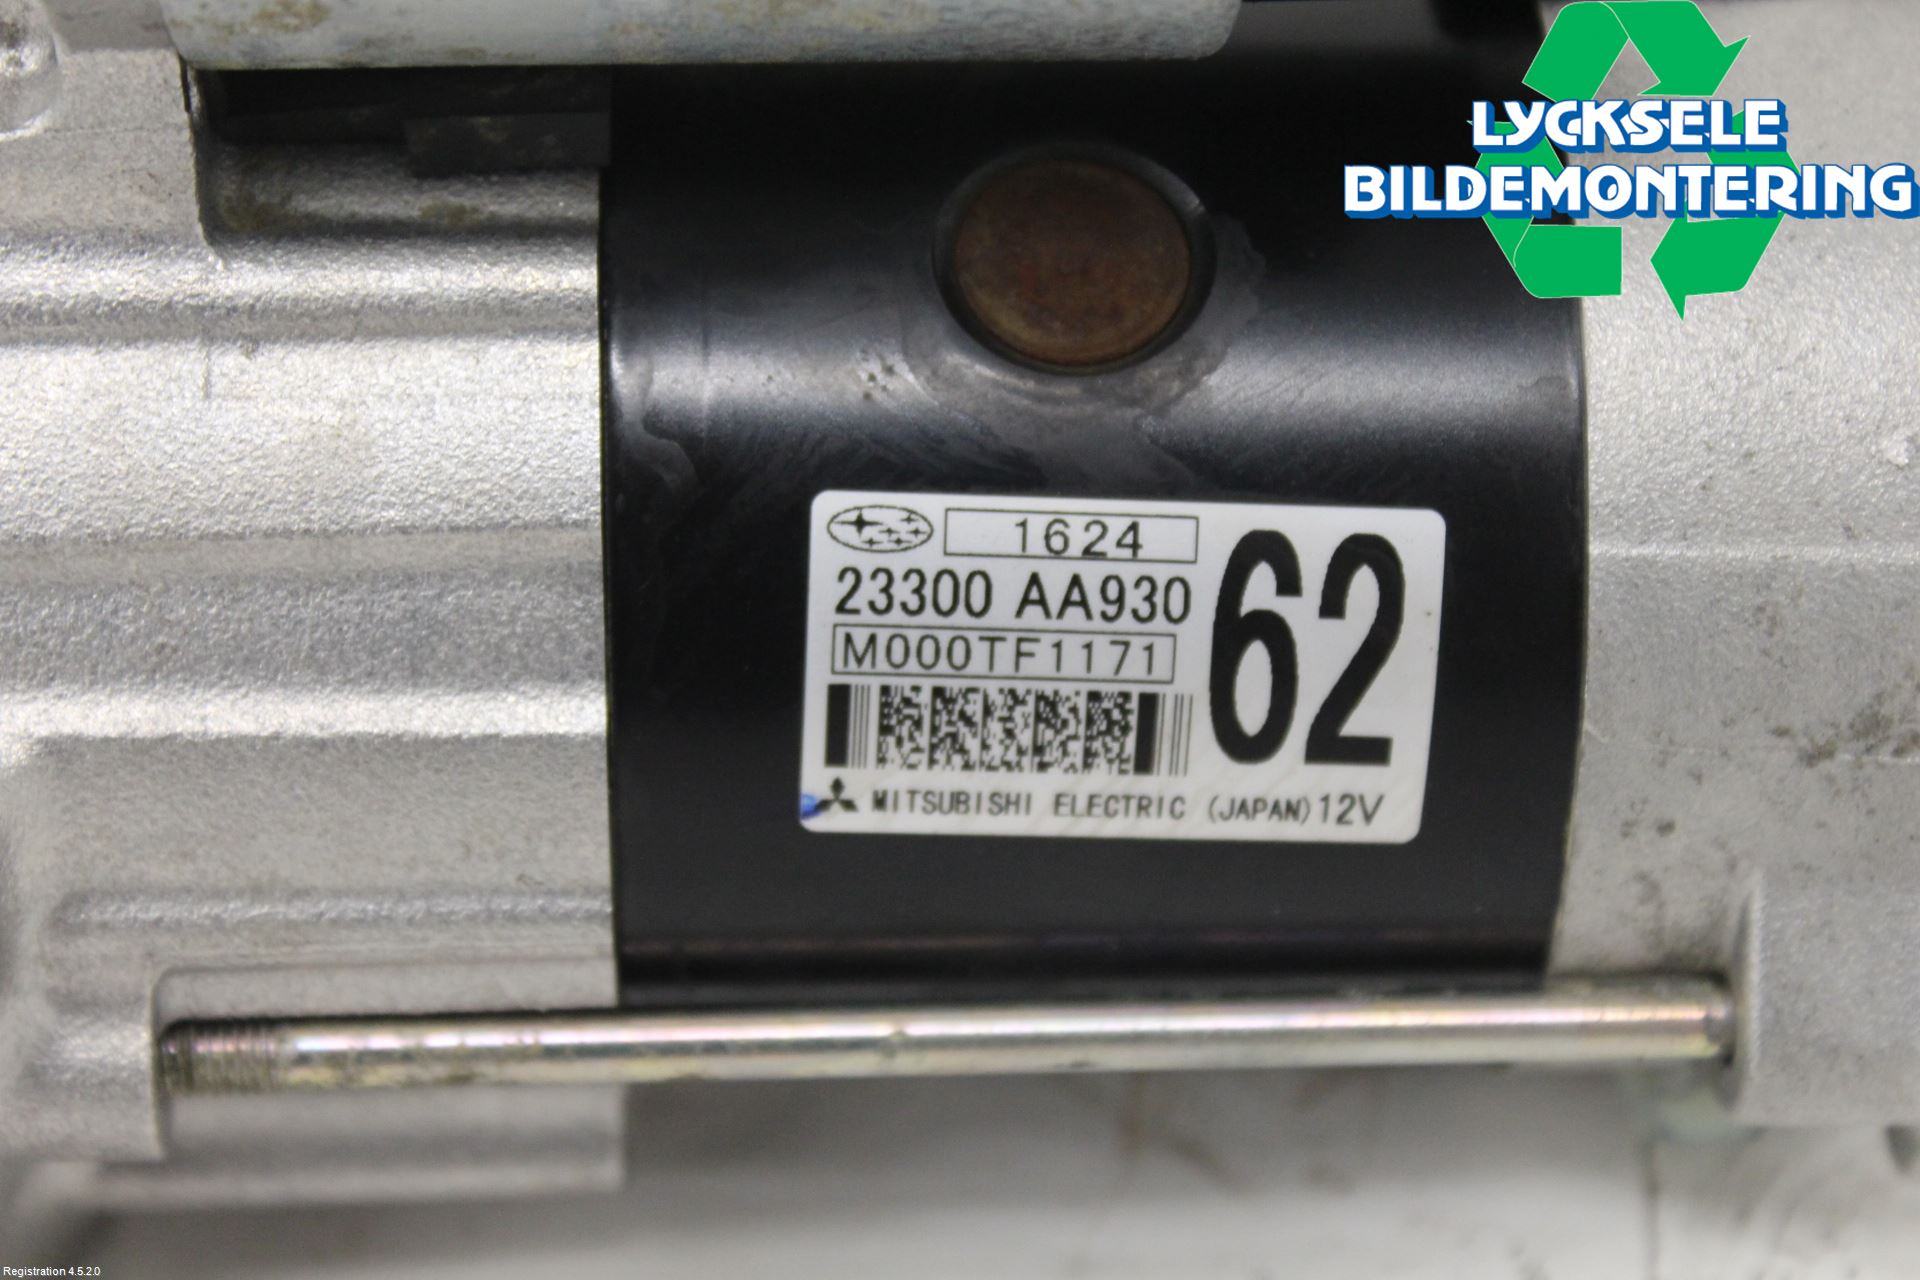 LYCKSELE
BILDEMONTERING
1624
62
23300 AA930
M000TF1171
MITSUBISHI ELECTRIC (JAPAN) 12V
Registration 4.5.2.0